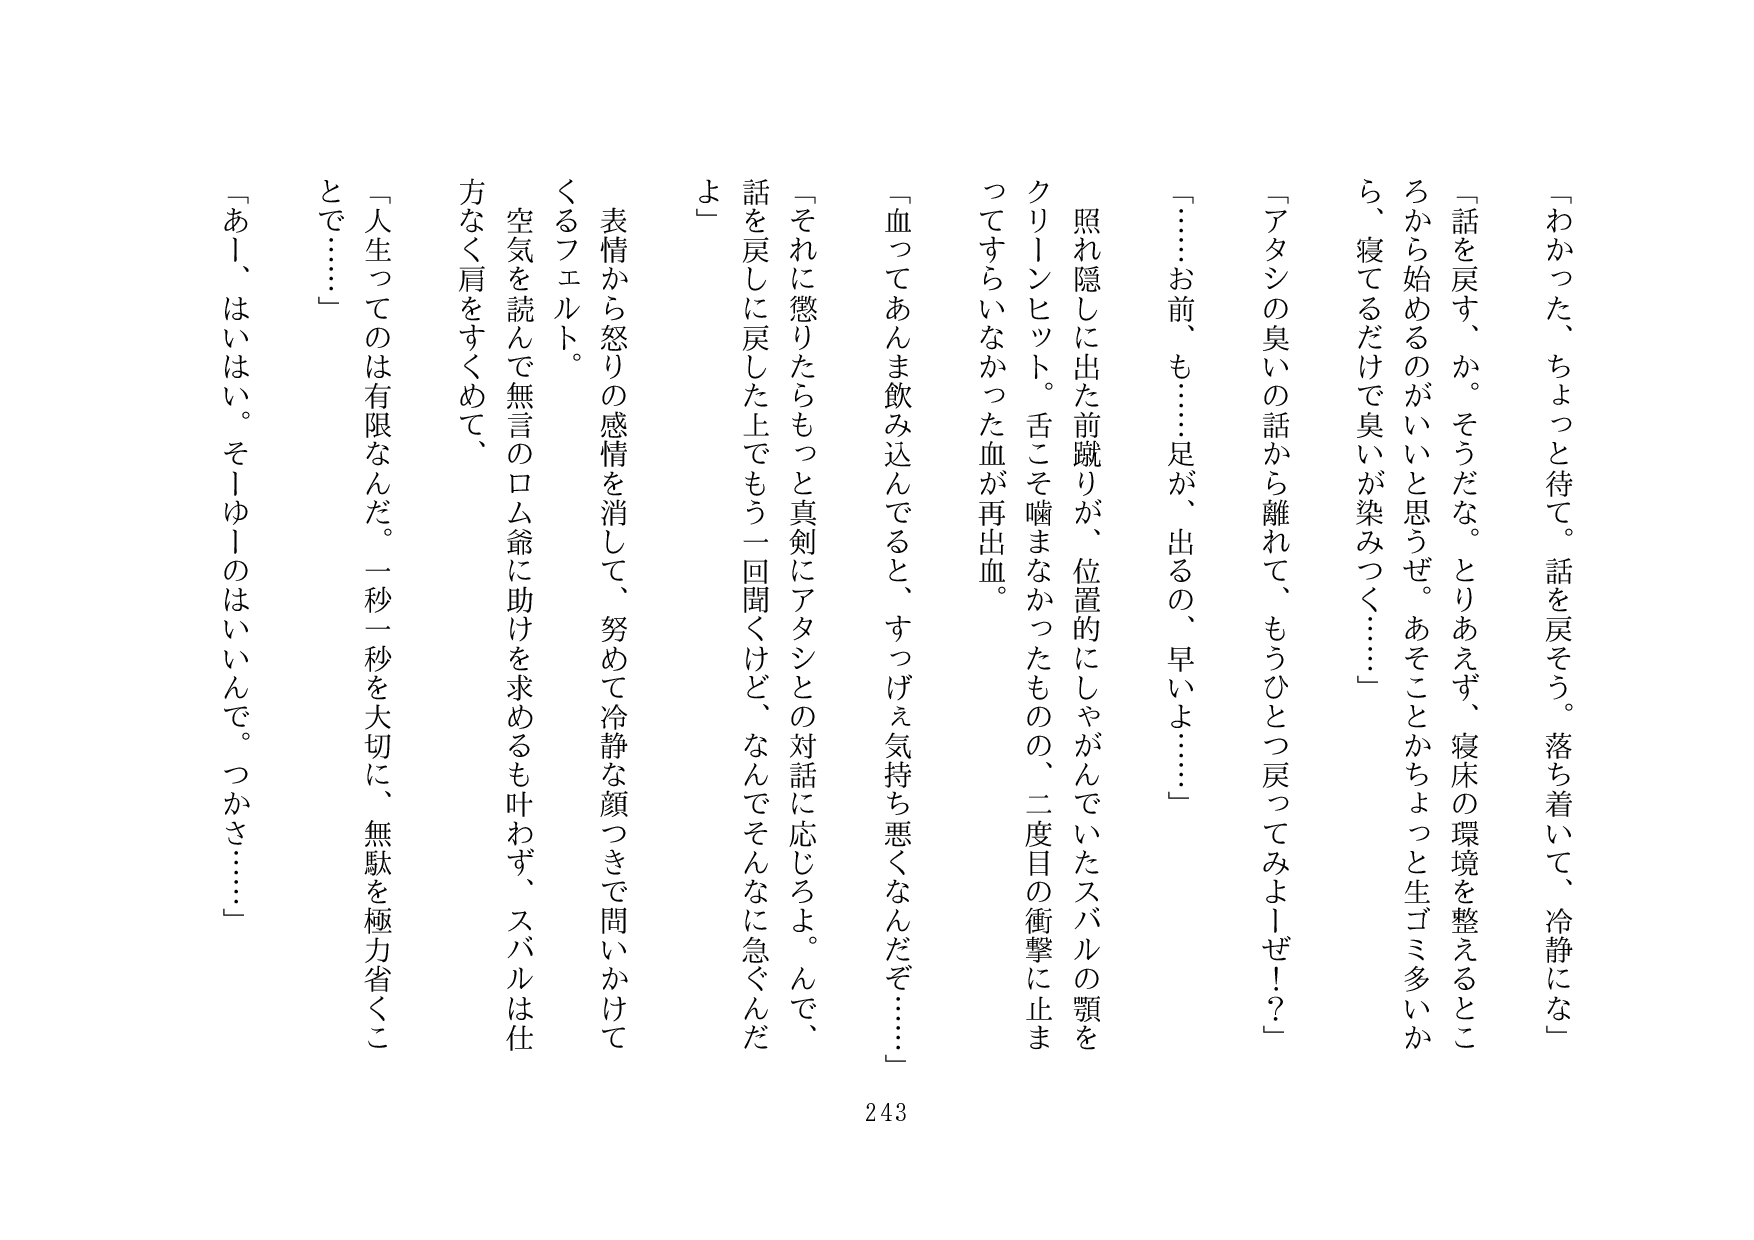 「わかった、ちょっと待て。話を戻そう。落ち着いて、冷静にな」
「話を戻す、か。そうだな。とりあえず、寝床の環境を整えるとこ
ろから始めるのがいいと思うぜ。あそことかちょっと生ゴミ多いか
ら、寝てるだけで臭いが染みつく……」
「アタシの臭いの話から離れて、もうひとつ戻ってみよーぜ！？」
「……お前、も……足が、出るの、早いよ……」
　照れ隠しに出た前蹴りが、位置的にしゃがんでいたスバルの顎を
クリーンヒット。舌こそ噛まなかったものの、二度目の衝撃に止ま
ってすらいなかった血が再出血。
「血ってあんま飲み込んでると、すっげえ気持ち悪くなんだぞ……」
「それに懲りたらもっと真剣にアタシとの対話に応じろよ。んで、
話を戻しに戻した上でもう一回聞くけど、なんでそんなに急ぐんだ
よ」
　表情から怒りの感情を消して、努めて冷静な顔つきで問いかけて
くるフェルト。
　空気を読んで無言のロム爺に助けを求めるも叶わず、スバルは仕
方なく肩をすくめて、
「人生ってのは有限なんだ。一秒一秒を大切に、無駄を極力省くこ
とで……」
「あー、はいはい。そーゆーのはいいんで。つかさ……」
243